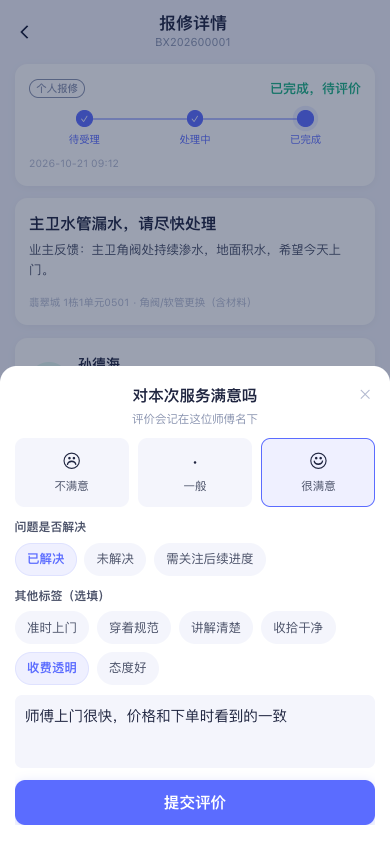 报修详情
BX202600001
个人报修
已完成，待评价
待受理
处理中
已完成
2026-10-21 09:12
主卫水管漏水，请尽快处理
业主反馈：主卫角阀处持续渗水，地面积水，希望今天上
门。
翡翠城 1栋1单元0501 · 角阀/软管更换（含材料）
孙德海
对本次服务满意吗
评价会记在这位师傅名下
不满意
一般
很满意
问题是否解决
已解决
未解决
需关注后续进度
其他标签（选填）
准时上门
穿着规范
讲解清楚
收拾干净
收费透明
态度好
师傅上门很快，价格和下单时看到的一致
提交评价